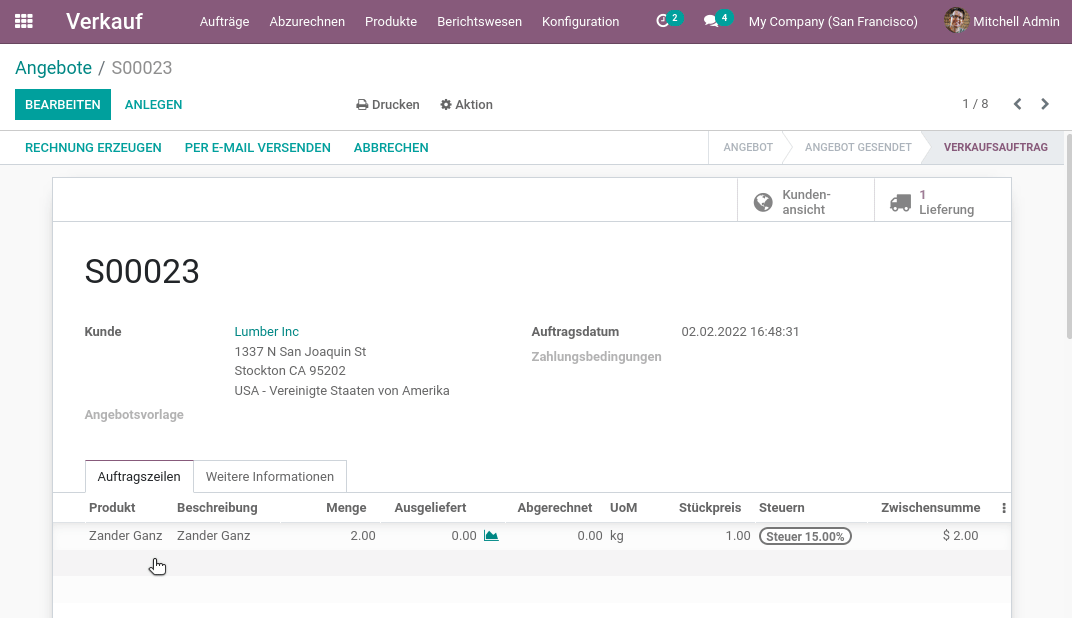 Verkauf Aufträge Abzurechnen Produkte Berichtswesen Konfiguration 2 4 My Company (San Francisco) Mitchell Admin
Angebote / S00023
BEARBEITEN ANLEGEN Drucken Aktion 1 / 8
RECHNUNG ERZEUGEN PER E-MAIL VERSENDEN ABBRECHEN ANGEBOT ANGEBOT GESENDET VERKAUFSAUFTRAG
Kunden-
ansicht
1
Lieferung
S00023
Kunde Lumber Inc Auftragsdatum 02.02.2022 16:48:31
1337 N San Joaquin St Zahlungsbedingungen
Stockton CA 95202
USA - Vereinigte Staaten von Amerika
Angebotsvorlage
Auftragszeilen Weitere Informationen
Produkt Beschreibung Menge Ausgeliefert Abgerechnet UoM Stückpreis Steuern Zwischensumme
Zander Ganz Zander Ganz 2.00 0.00 0.00 kg 1.00 Steuer 15.00% $ 2.00